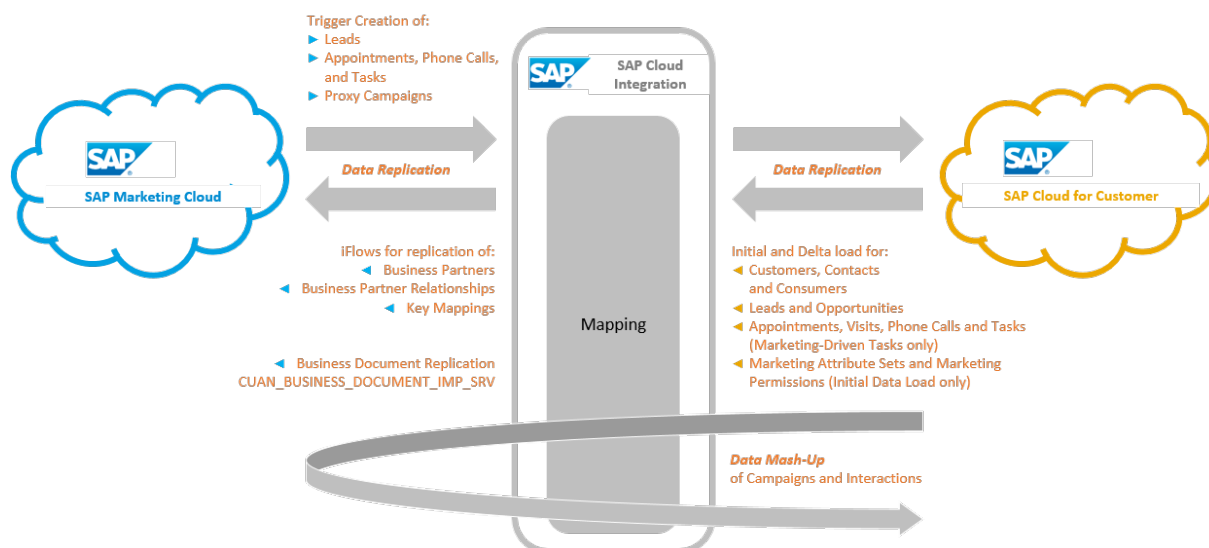 Trigger Creation of:
► Leads
► Appointments, Phone Calls,
and Tasks
► Proxy Campaigns
SAP
SAP Cloud
Integration
SAP
SAP Marketing Cloud
Data Replication
Data Replication
SAP
SAP Cloud for Customer
iFlows for replication of:
◄ Business Partners
◄ Business Partner Relationships
◄ Key Mappings
◄ Business Document Replication
CUAN_BUSINESS_DOCUMENT_IMP_SRV
Mapping
Initial and Delta load for:
◄ Customers, Contacts
and Consumers
◄ Leads and Opportunities
◄ Appointments, Visits, Phone Calls and Tasks
(Marketing-Driven Tasks only)
◄ Marketing Attribute Sets and Marketing
Permissions (Initial Data Load only)
Data Mash-Up
of Campaigns and Interactions